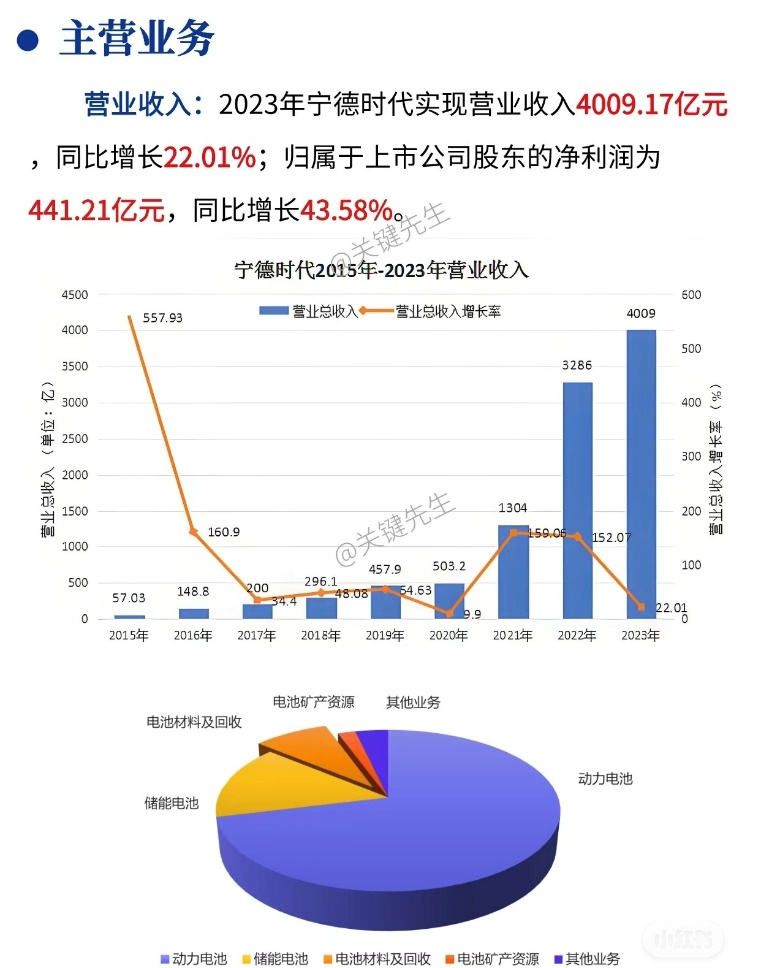 主营业务
营业收入：2023年宁德时代实现营业收入4009.17亿元
，同比增长22.01%；归属于上市公司股东的净利润为
441.21亿元，同比增长43.58%。
@关键先生
宁德时代2015年-2023年营业收入
营业总收入 营业总收入增长率
营业总收入（单位：亿）
4500
4000
3500
3000
2500
2000
1500
1000
500
0
营业总收入增长率（%）
600
500
400
300
200
100
0
557.93
160.9
34.4
48.08
54.63
9.9
159.06
152.07
22.01
57.03
148.8
200
296.1
457.9
503.2
1304
3286
4009
@关键先生
2015年 2016年 2017年 2018年 2019年 2020年 2021年 2022年 2023年
电池矿产资源 其他业务
电池材料及回收
动力电池
储能电池
小红书
动力电池 储能电池 电池材料及回收 电池矿产资源 其他业务